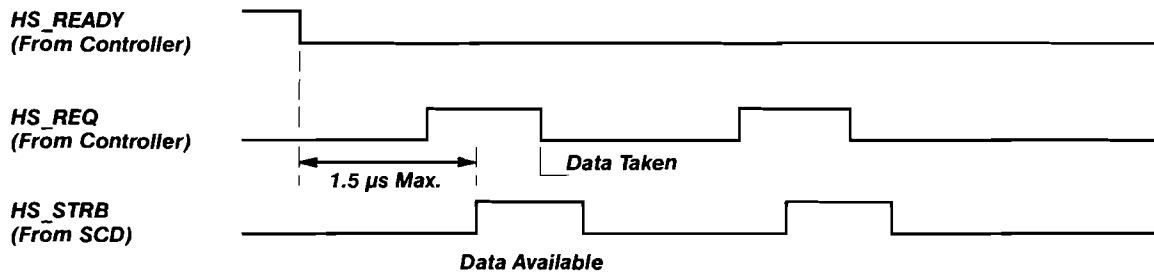 HS_READY
(From Controller)
HS_REQ
(From Controller)
Data Taken
1.5 µs Max.
HS_STRB
(From SCD)
Data Available